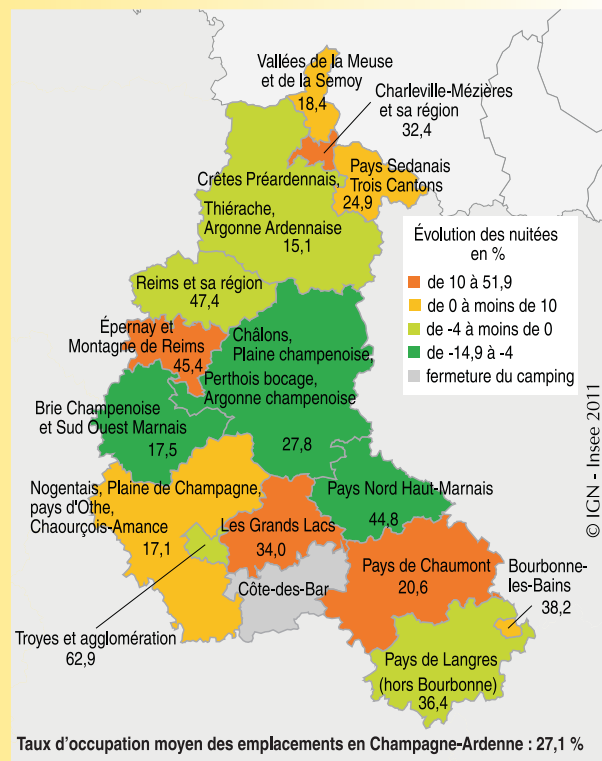 Vallées de la Meuse
et de la Semoy
18,4
Charleville-Mézières
et sa région
32,4
Pays Sedanais
Trois Cantons
24,9
Crêtes Préardennais,
Thiérache,
Argonne Ardennaise
15,1
Évolution des nuitées
en %
de 10 à 51,9
de 0 à moins de 10
de -4 à moins de 0
de -14,9 à -4
fermeture du camping
Reims et sa région
47,4
Épernay et
Montagne de Reims
45,4
Châlons,
Plaine champenoise,
Perthois bocage,
Argonne champenoise
27,8
Brie Champenoise
et Sud Ouest Marnais
17,5
Pays Nord Haut-Marnais
44,8
Nogentais, Plaine de Champagne,
pays d'Othe,
Chaourçois-Amance
17,1
Les Grands Lacs
34,0
Pays de Chaumont
20,6
Bourbonne-
les-Bains
38,2
Côte-des-Bar
Troyes et agglomération
62,9
Pays de Langres
(hors Bourbonne)
36,4
© IGN - Insee 2011
Taux d'occupation moyen des emplacements en Champagne-Ardenne : 27,1 %